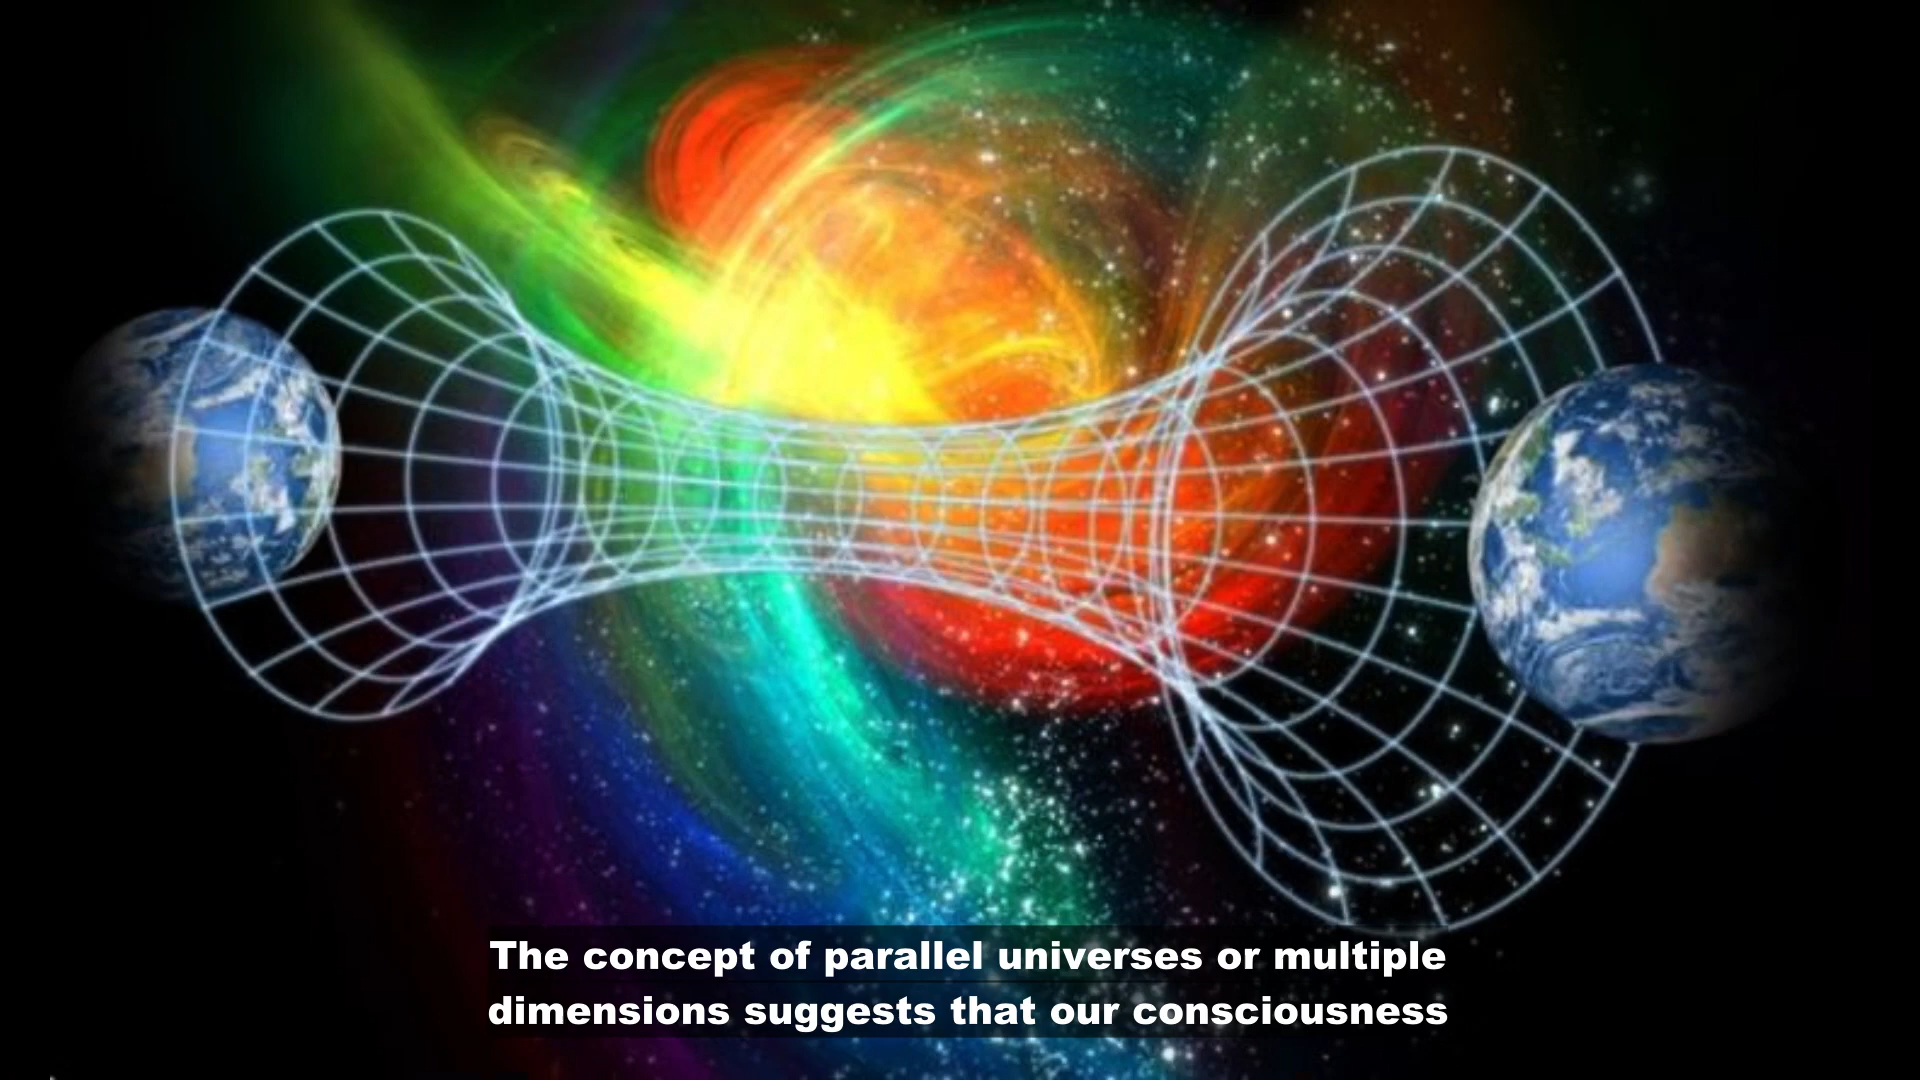 The concept of parallel universes or multiple
dimensions suggests that our consciousness